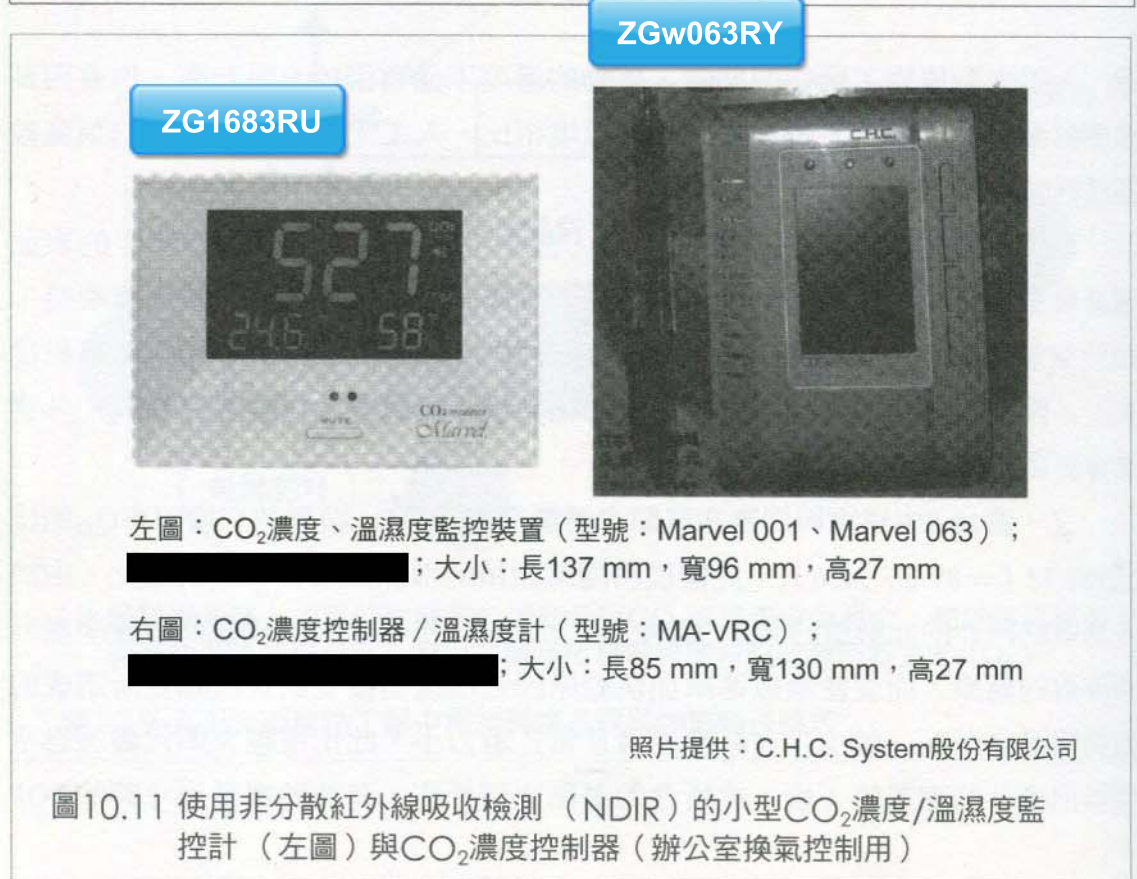 ZGw063RY
ZG1683RU
C.H.C.
527
24.6 58
MUTE
CO₂ monitor
Marvel
左圖：CO₂濃度、溫濕度監控裝置（型號：Marvel 001、Marvel 063）；
；大小：長137 mm，寬96 mm，高27 mm
右圖：CO₂濃度控制器 / 溫濕度計（型號：MA-VRC）；
；大小：長85 mm，寬130 mm，高27 mm
照片提供：C.H.C. System股份有限公司
圖10.11 使用非分散紅外線吸收檢測 （NDIR）的小型CO₂濃度/溫濕度監
控計 （左圖）與CO₂濃度控制器（辦公室換氣控制用）